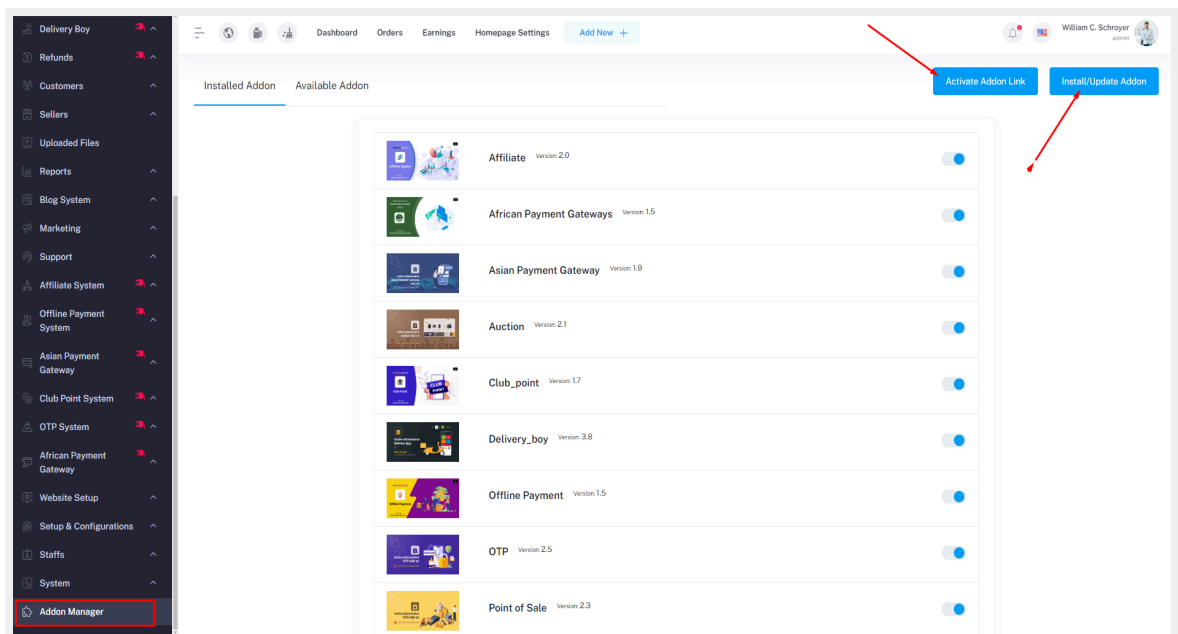 Delivery Boy
Refunds
Customers
Sellers
Uploaded Files
Reports
Blog System
Marketing
Support
Affiliate System
Offline Payment
System
Asian Payment
Gateway
Club Point System
OTP System
African Payment
Gateway
Website Setup
Setup & Configurations
Staffs
System
Addon Manager
Dashboard Orders Earnings Homepage Settings Add New +
William C. Schroyer
admin
Installed Addon Available Addon
Activate Addon Link Install/Update Addon
Affiliate Version: 2.0
African Payment Gateways Version: 1.5
Asian Payment Gateway Version: 1.9
Auction Version: 2.1
Club_point Version: 1.7
Delivery_boy Version: 3.8
Offline Payment Version: 1.5
OTP Version: 2.5
Point of Sale Version: 2.3